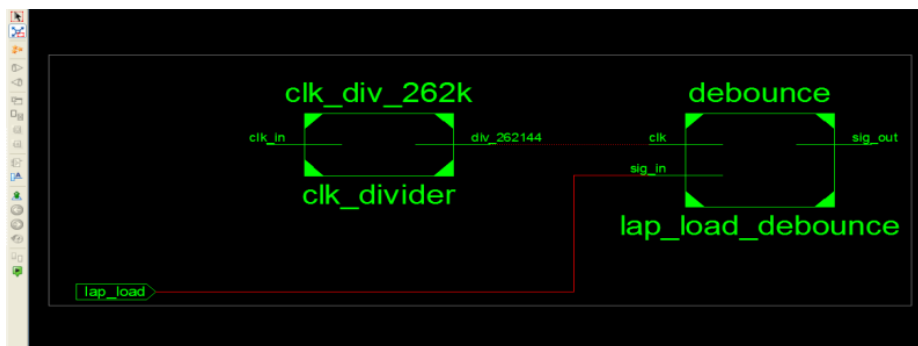 clk_div_262k
debounce
clk_in
div_262144
clk
sig_out
sig_in
clk_divider
lap_load_debounce
lap_load